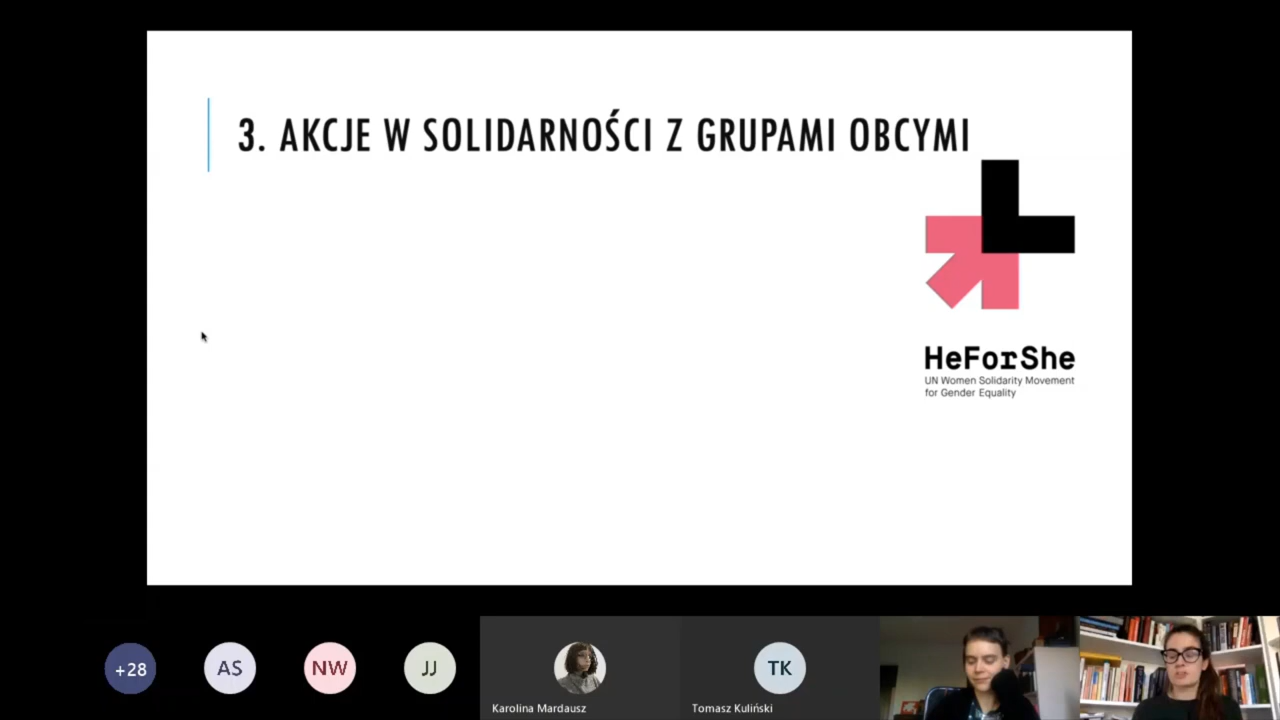 3. AKCJE W SOLIDARNOŚCI Z GRUPAMI OBCYMI
HeForShe
UN Women Solidarity Movement
for Gender Equality
+28
AS
NW
JJ
TK
Karolina Mardausz
Tomasz Kuliński